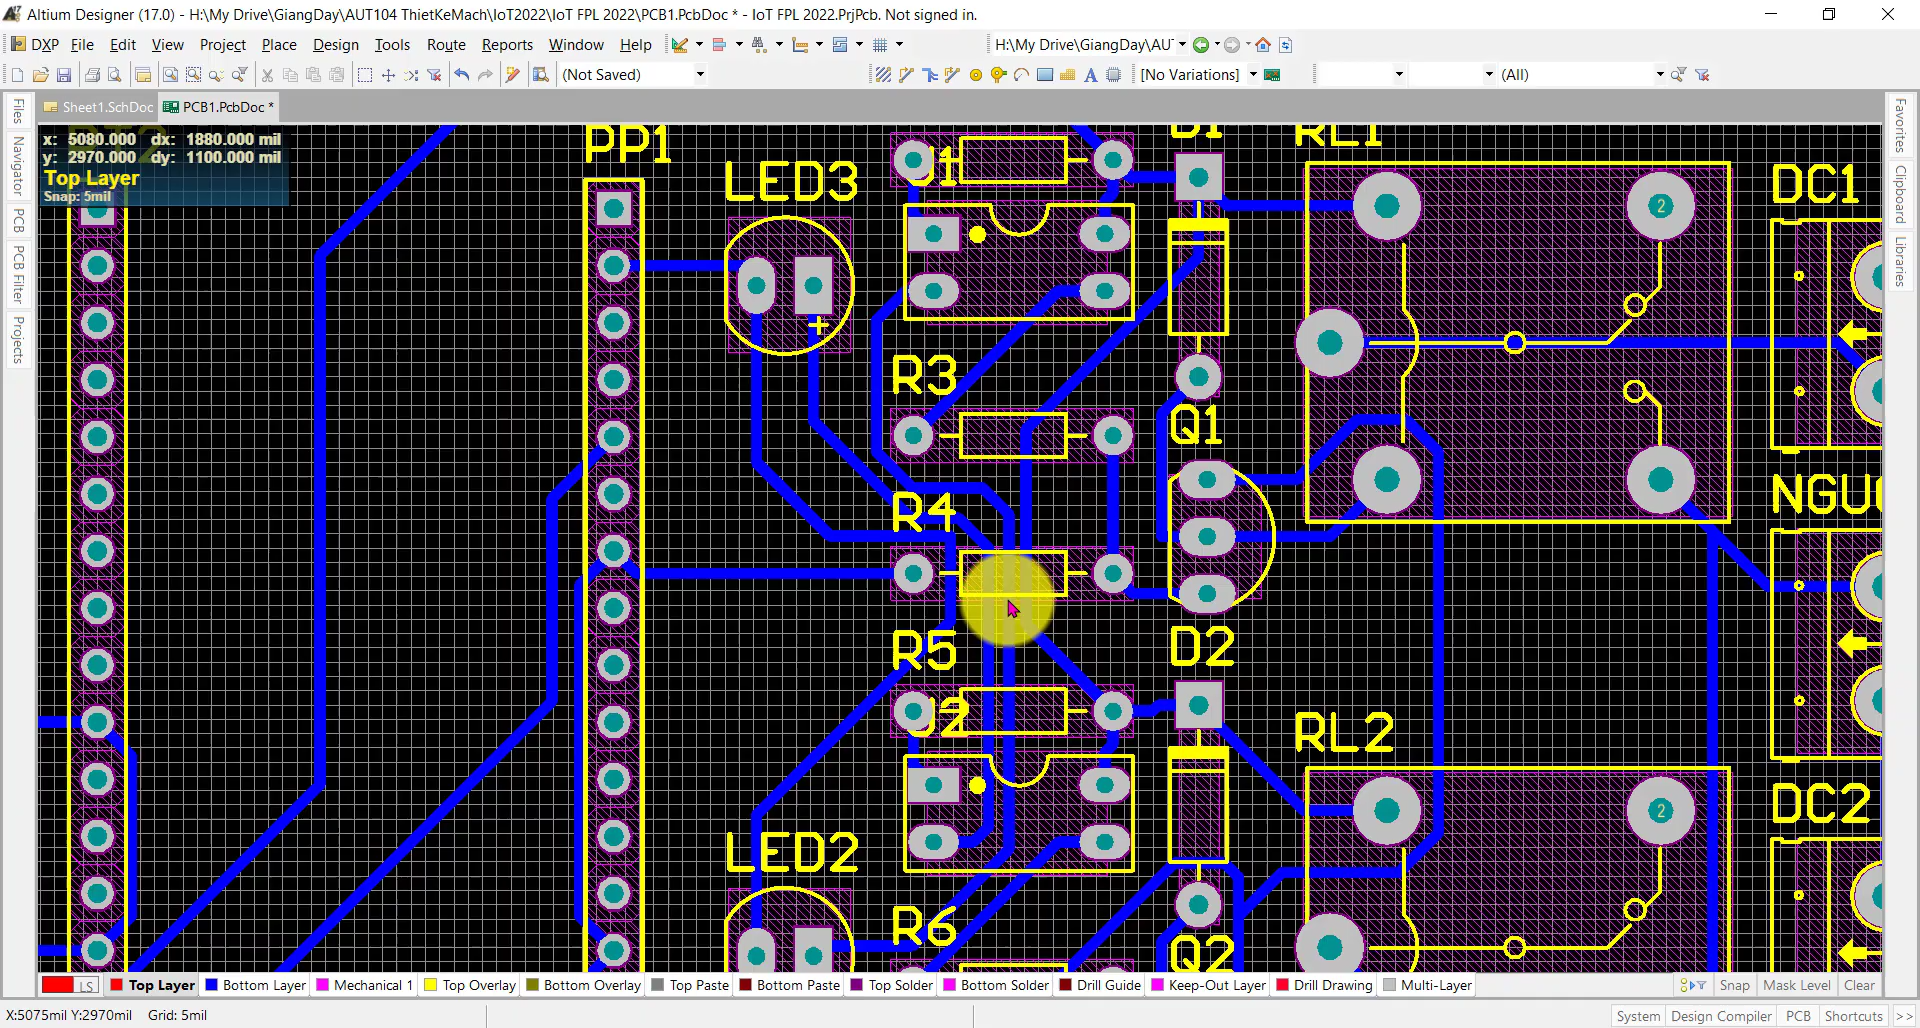 Altium Designer (17.0) - H:\My Drive\GiangDay\AUT104 ThietKeMach\IoT2022\IoT FPL 2022\PCB1.PcbDoc * - IoT FPL 2022.PrjPcb. Not signed in.
DXP File Edit View Project Place Design Tools Route Reports Window Help H:\My Drive\GiangDay\AU
(Not Saved) [No Variations] (All)
Sheet1.SchDoc PCB1.PcbDoc *
Files
Navigator
PCB
PCB Filter
Projects
Favorites
Clipboard
Libraries
x: 5080.000 dx: 1880.000 mil
y: 2970.000 dy: 1100.000 mil
Top Layer
Snap: 5mil
PP1
LED3
U1
D1
RL1
DC1
2
+
R3
Q1
R4
NGU
R5
D2
U2
RL2
2
DC2
LED2
R6
Q2
LS Top Layer Bottom Layer Mechanical 1 Top Overlay Bottom Overlay Top Paste Bottom Paste Top Solder Bottom Solder Drill Guide Keep-Out Layer Drill Drawing Multi-Layer Snap Mask Level Clear
X:5075mil Y:2970mil Grid: 5mil System Design Compiler PCB Shortcuts >>